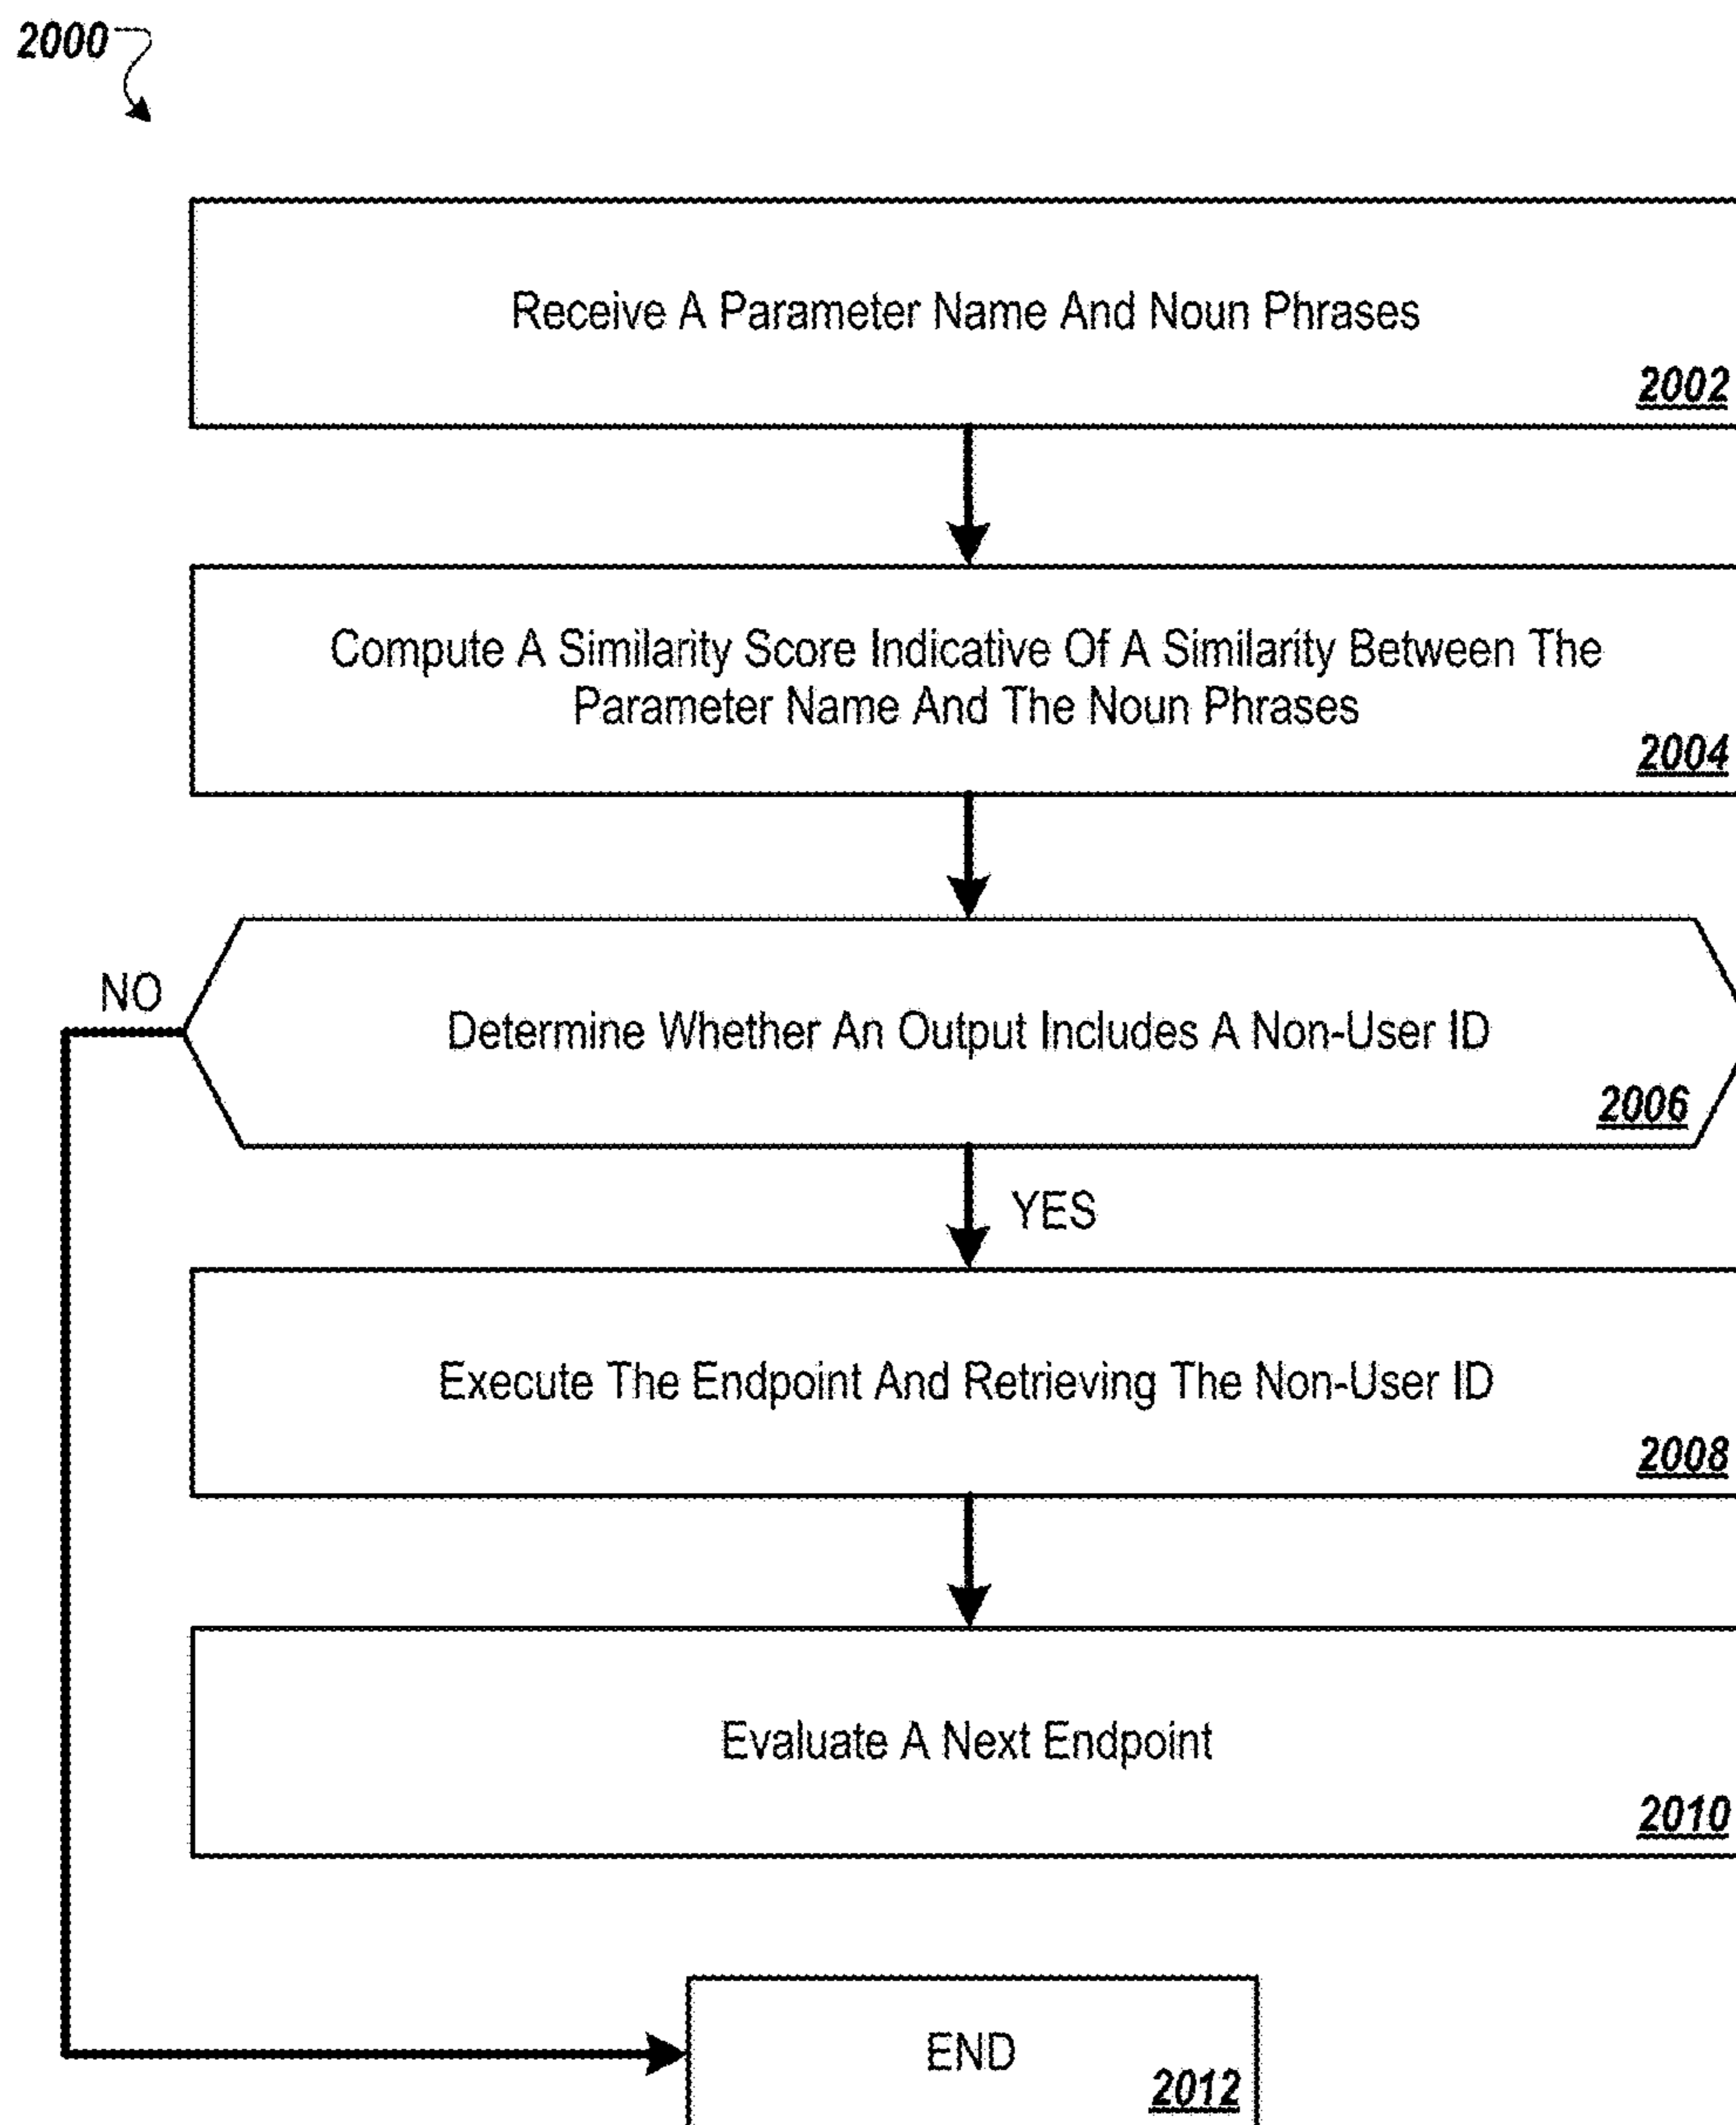 2000
Receive A Parameter Name And Noun Phrases
2002
Compute A Similarity Score Indicative Of A Similarity Between The
Parameter Name And The Noun Phrases
2004
NO
Determine Whether An Output Includes A Non-User ID
2006
YES
Execute The Endpoint And Retrieving The Non-User ID
2008
Evaluate A Next Endpoint
2010
END
2012